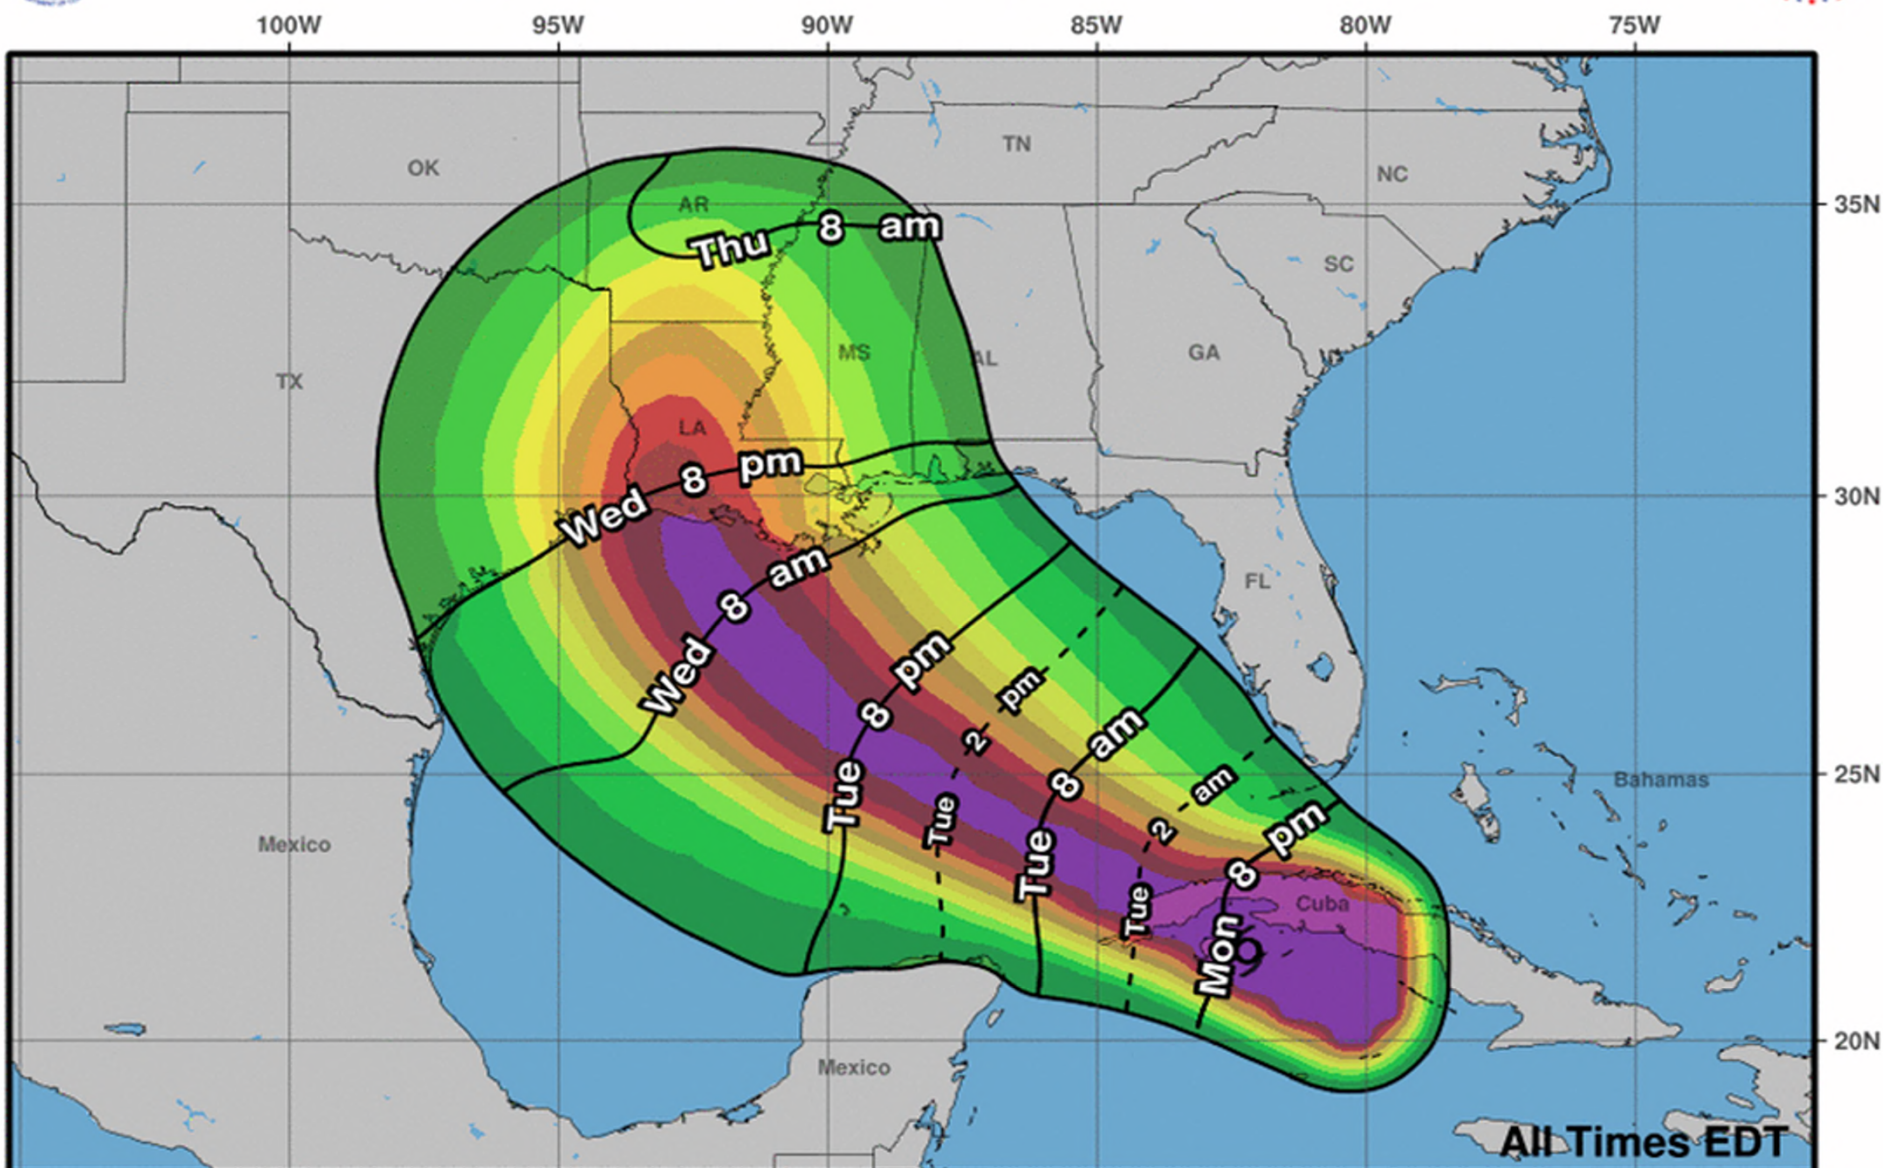 100W 95W 90W 85W 80W 75W
TN
OK
NC
AR
35N
Thu 8 am
SC
MS AL GA
TX
LA
Wed 8 pm
30N
Wed 8 am
FL
Tue 8 pm
Tue 2 pm
Tue 8 am
25N
Bahamas
Tue 2 am
Mon 8 pm
Mexico
Cuba
20N
Mexico
All Times EDT